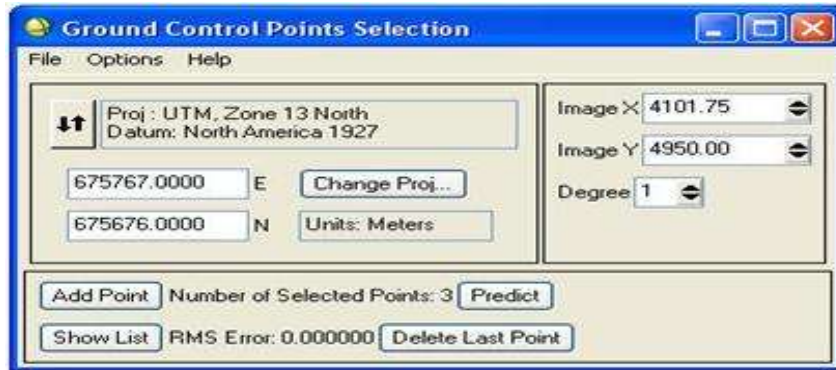 Ground Control Points Selection
File Options Help
Proj : UTM, Zone 13 North
Datum: North America 1927
675767.0000 E Change Proj...
675676.0000 N Units: Meters
Image X 4101.75
Image Y 4950.00
Degree 1
Add Point Number of Selected Points: 3 Predict
Show List RMS Error: 0.000000 Delete Last Point